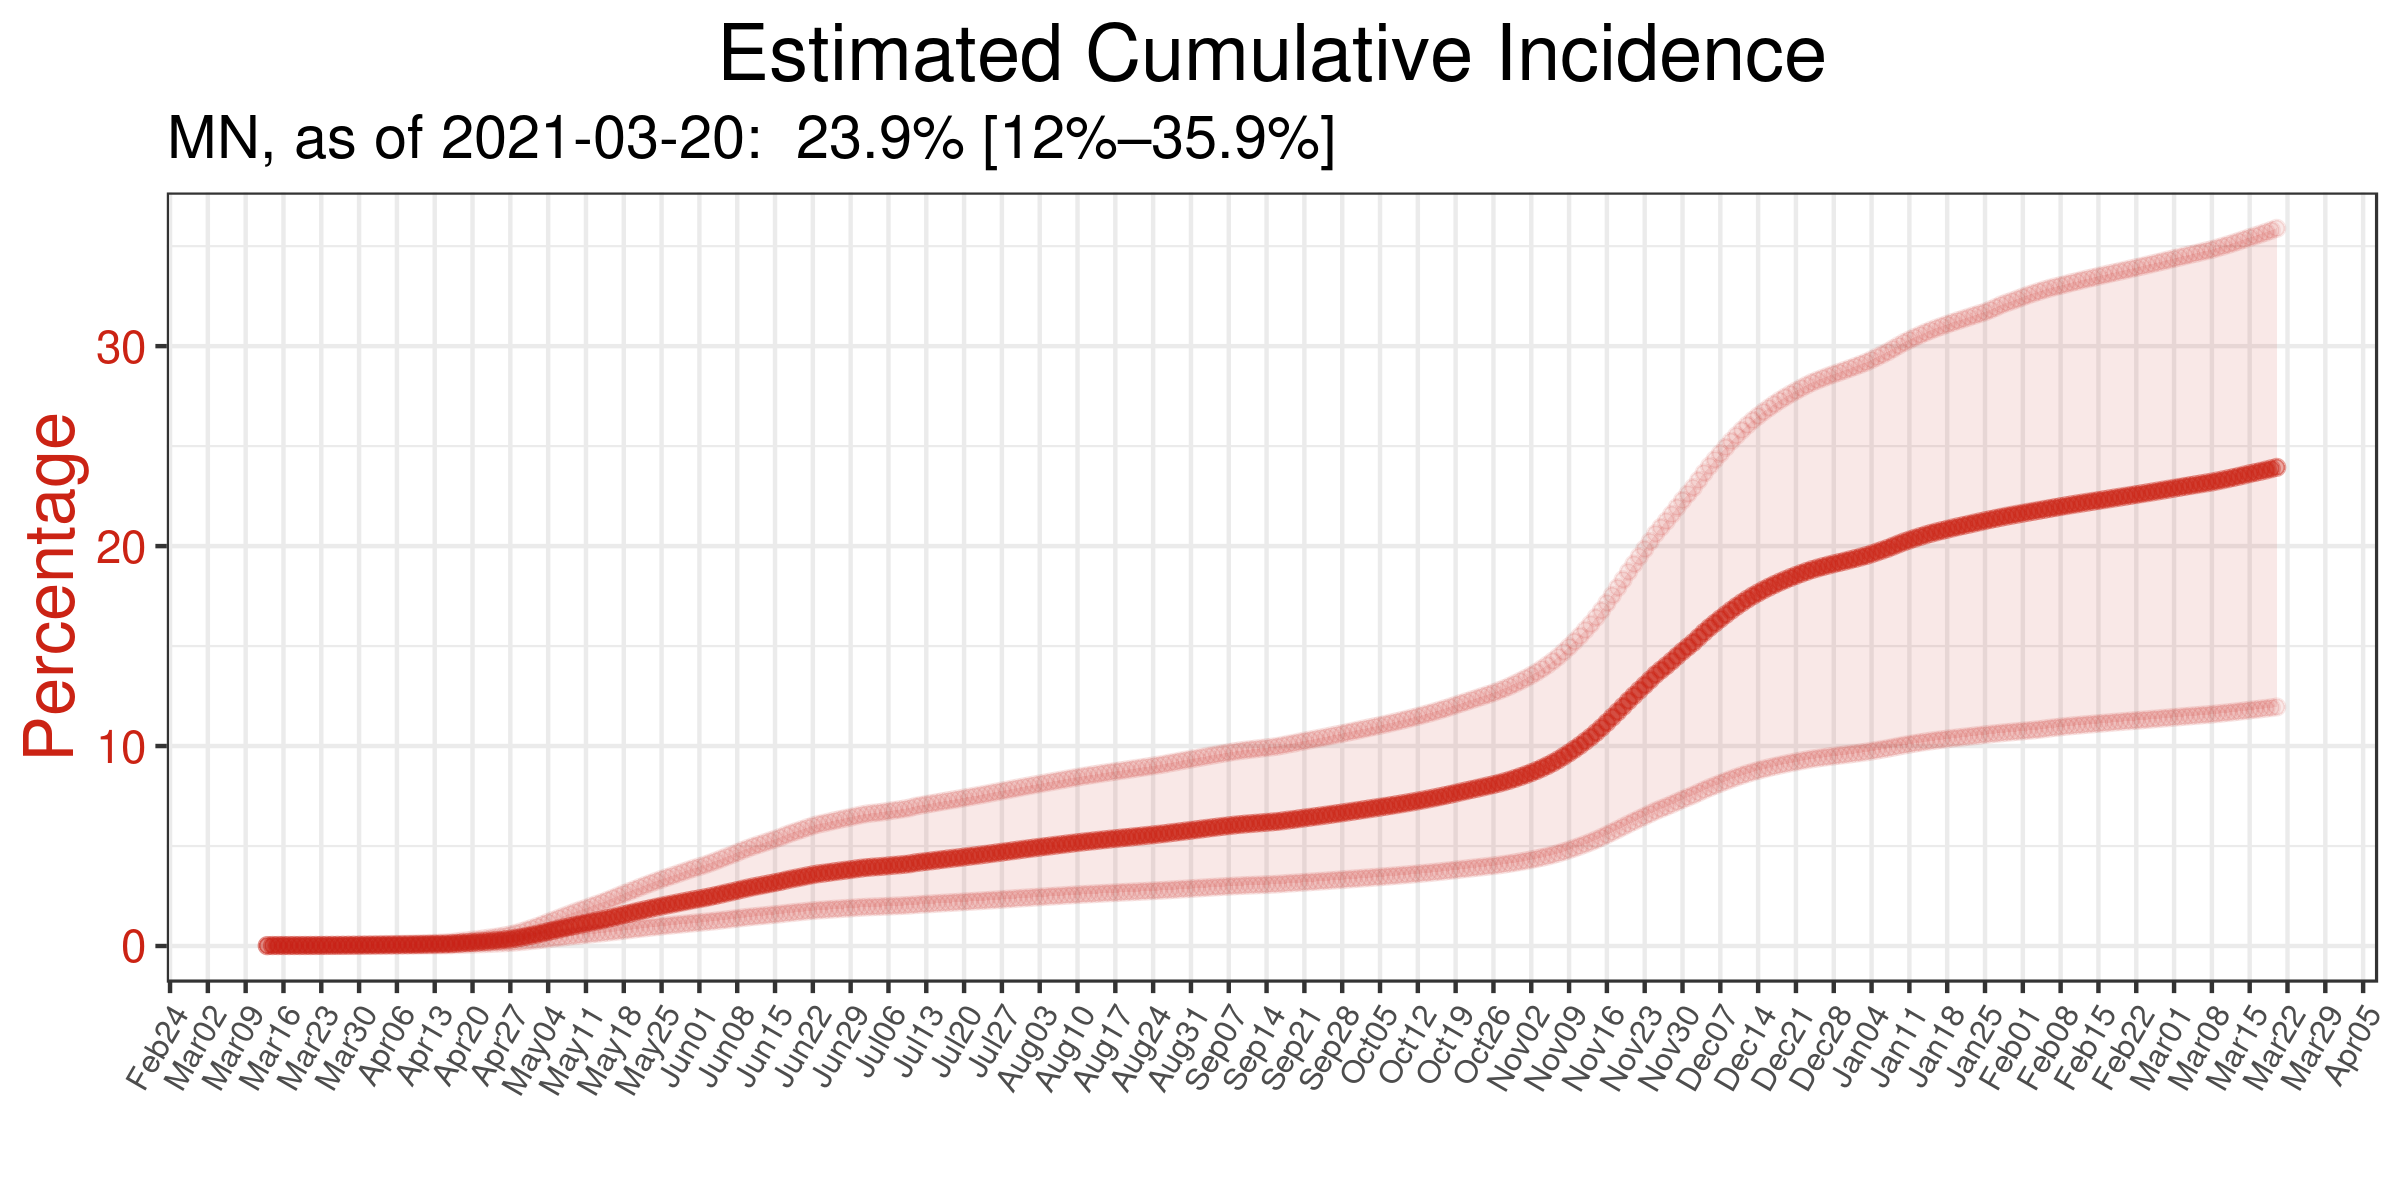 Estimated Cumulative Incidence
MN, as of 2021-03-20:  23.9% [12%–35.9%]
Percentage
30
20
10
0
Feb24
Mar02
Mar09
Mar16
Mar23
Mar30
Apr06
Apr13
Apr20
Apr27
May04
May11
May18
May25
Jun01
Jun08
Jun15
Jun22
Jun29
Jul06
Jul13
Jul20
Jul27
Aug03
Aug10
Aug17
Aug24
Aug31
Sep07
Sep14
Sep21
Sep28
Oct05
Oct12
Oct19
Oct26
Nov02
Nov09
Nov16
Nov23
Nov30
Dec07
Dec14
Dec21
Dec28
Jan04
Jan11
Jan18
Jan25
Feb01
Feb08
Feb15
Feb22
Mar01
Mar08
Mar15
Mar22
Mar29
Apr05